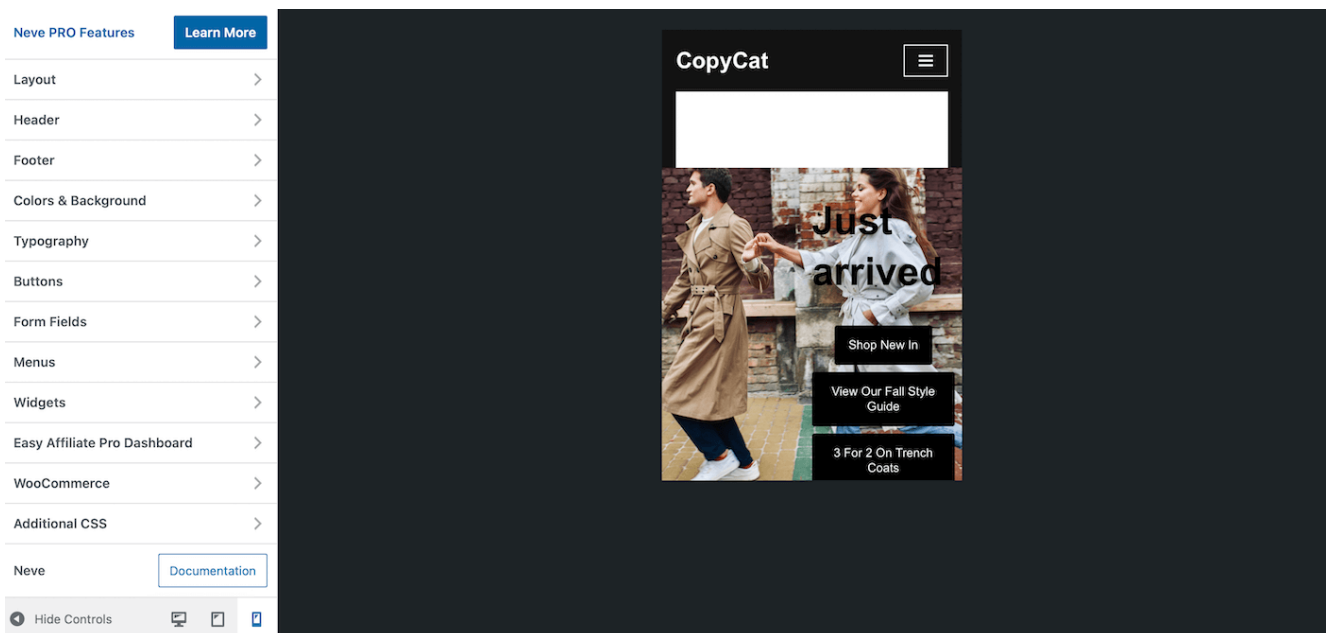 Neve PRO Features
Learn More
Layout
Header
Footer
Colors & Background
Typography
Buttons
Form Fields
Menus
Widgets
Easy Affiliate Pro Dashboard
WooCommerce
Additional CSS
Neve
Documentation
Hide Controls
CopyCat
Just
arrived
Shop New In
View Our Fall Style
Guide
3 For 2 On Trench
Coats